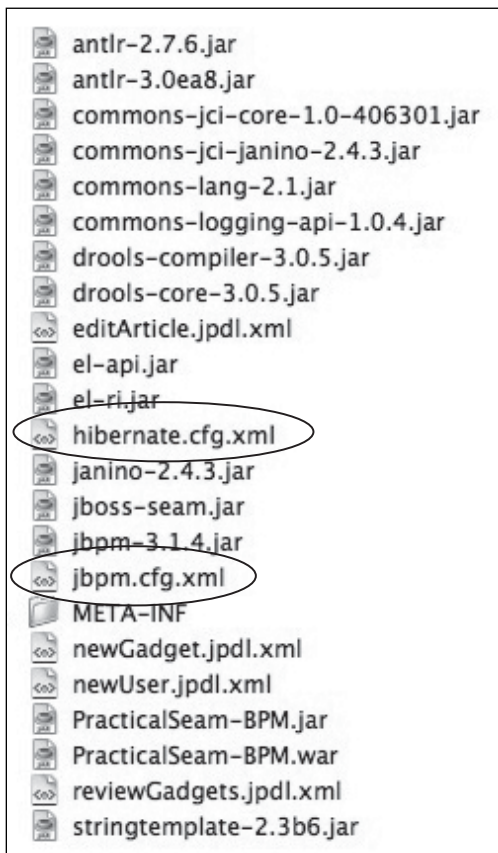 antlr-2.7.6.jar
antlr-3.0ea8.jar
commons-jci-core-1.0-406301.jar
commons-jci-janino-2.4.3.jar
commons-lang-2.1.jar
commons-logging-api-1.0.4.jar
drools-compiler-3.0.5.jar
drools-core-3.0.5.jar
editArticle.jpdl.xml
el-api.jar
el-ri.jar
hibernate.cfg.xml
janino-2.4.3.jar
jboss-seam.jar
jbpm-3.1.4.jar
jbpm.cfg.xml
META-INF
newGadget.jpdl.xml
newUser.jpdl.xml
PracticalSeam-BPM.jar
PracticalSeam-BPM.war
reviewGadgets.jpdl.xml
stringtemplate-2.3b6.jar